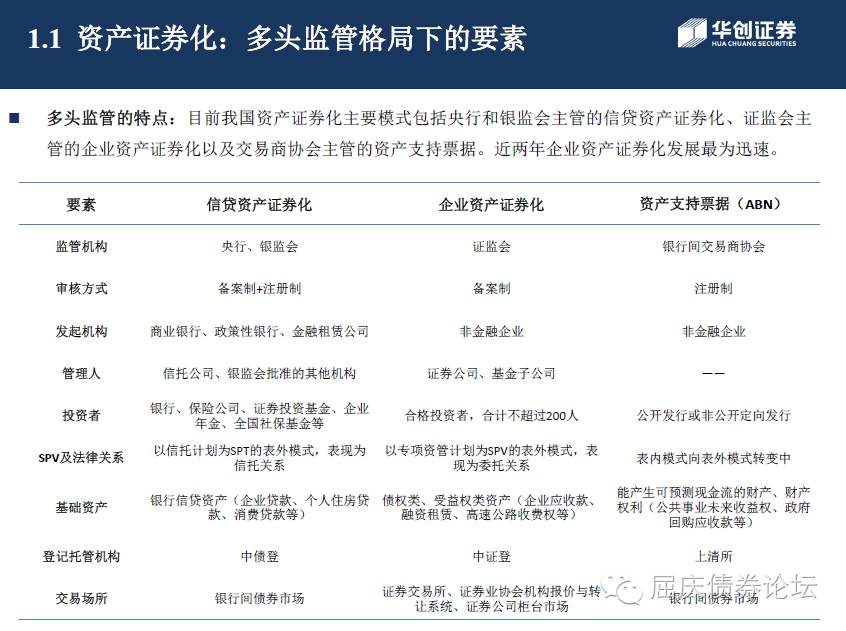 1.1 资产证券化：多头监管格局下的要素
华创证券
HUA CHUANG SECURITIES
多头监管的特点：目前我国资产证券化主要模式包括央行和银监会主管的信贷资产证券化、证监会主
管的企业资产证券化以及交易商协会主管的资产支持票据。近两年企业资产证券化发展最为迅速。
要素 信贷资产证券化 企业资产证券化 资产支持票据（ABN）
监管机构 央行、银监会 证监会 银行间交易商协会
审核方式 备案制+注册制 备案制 注册制
发起机构 商业银行、政策性银行、金融租赁公司 非金融企业 非金融企业
管理人 信托公司、银监会批准的其他机构 证券公司、基金子公司 ——
投资者 银行、保险公司、证券投资基金、企业
年金、全国社保基金等 合格投资者，合计不超过200人 公开发行或非公开定向发行
SPV及法律关系 以信托计划为SPT的表外模式，表现为
信托关系 以专项资管计划为SPV的表外模式，表
现为委托关系 表内模式向表外模式转变中
基础资产 银行信贷资产（企业贷款、个人住房贷
款、消费贷款等） 债权类、受益权类资产（企业应收款、
融资租赁、高速公路收费权等） 能产生可预测现金流的财产、财产
权利（公共事业未来收益权、政府
回购应收款等）
登记托管机构 中债登 中证登 上清所
交易场所 银行间债券市场 证券交易所、证券业协会机构报价与转
让系统、证券公司柜台市场 银行间债券市场
屈庆债券论坛